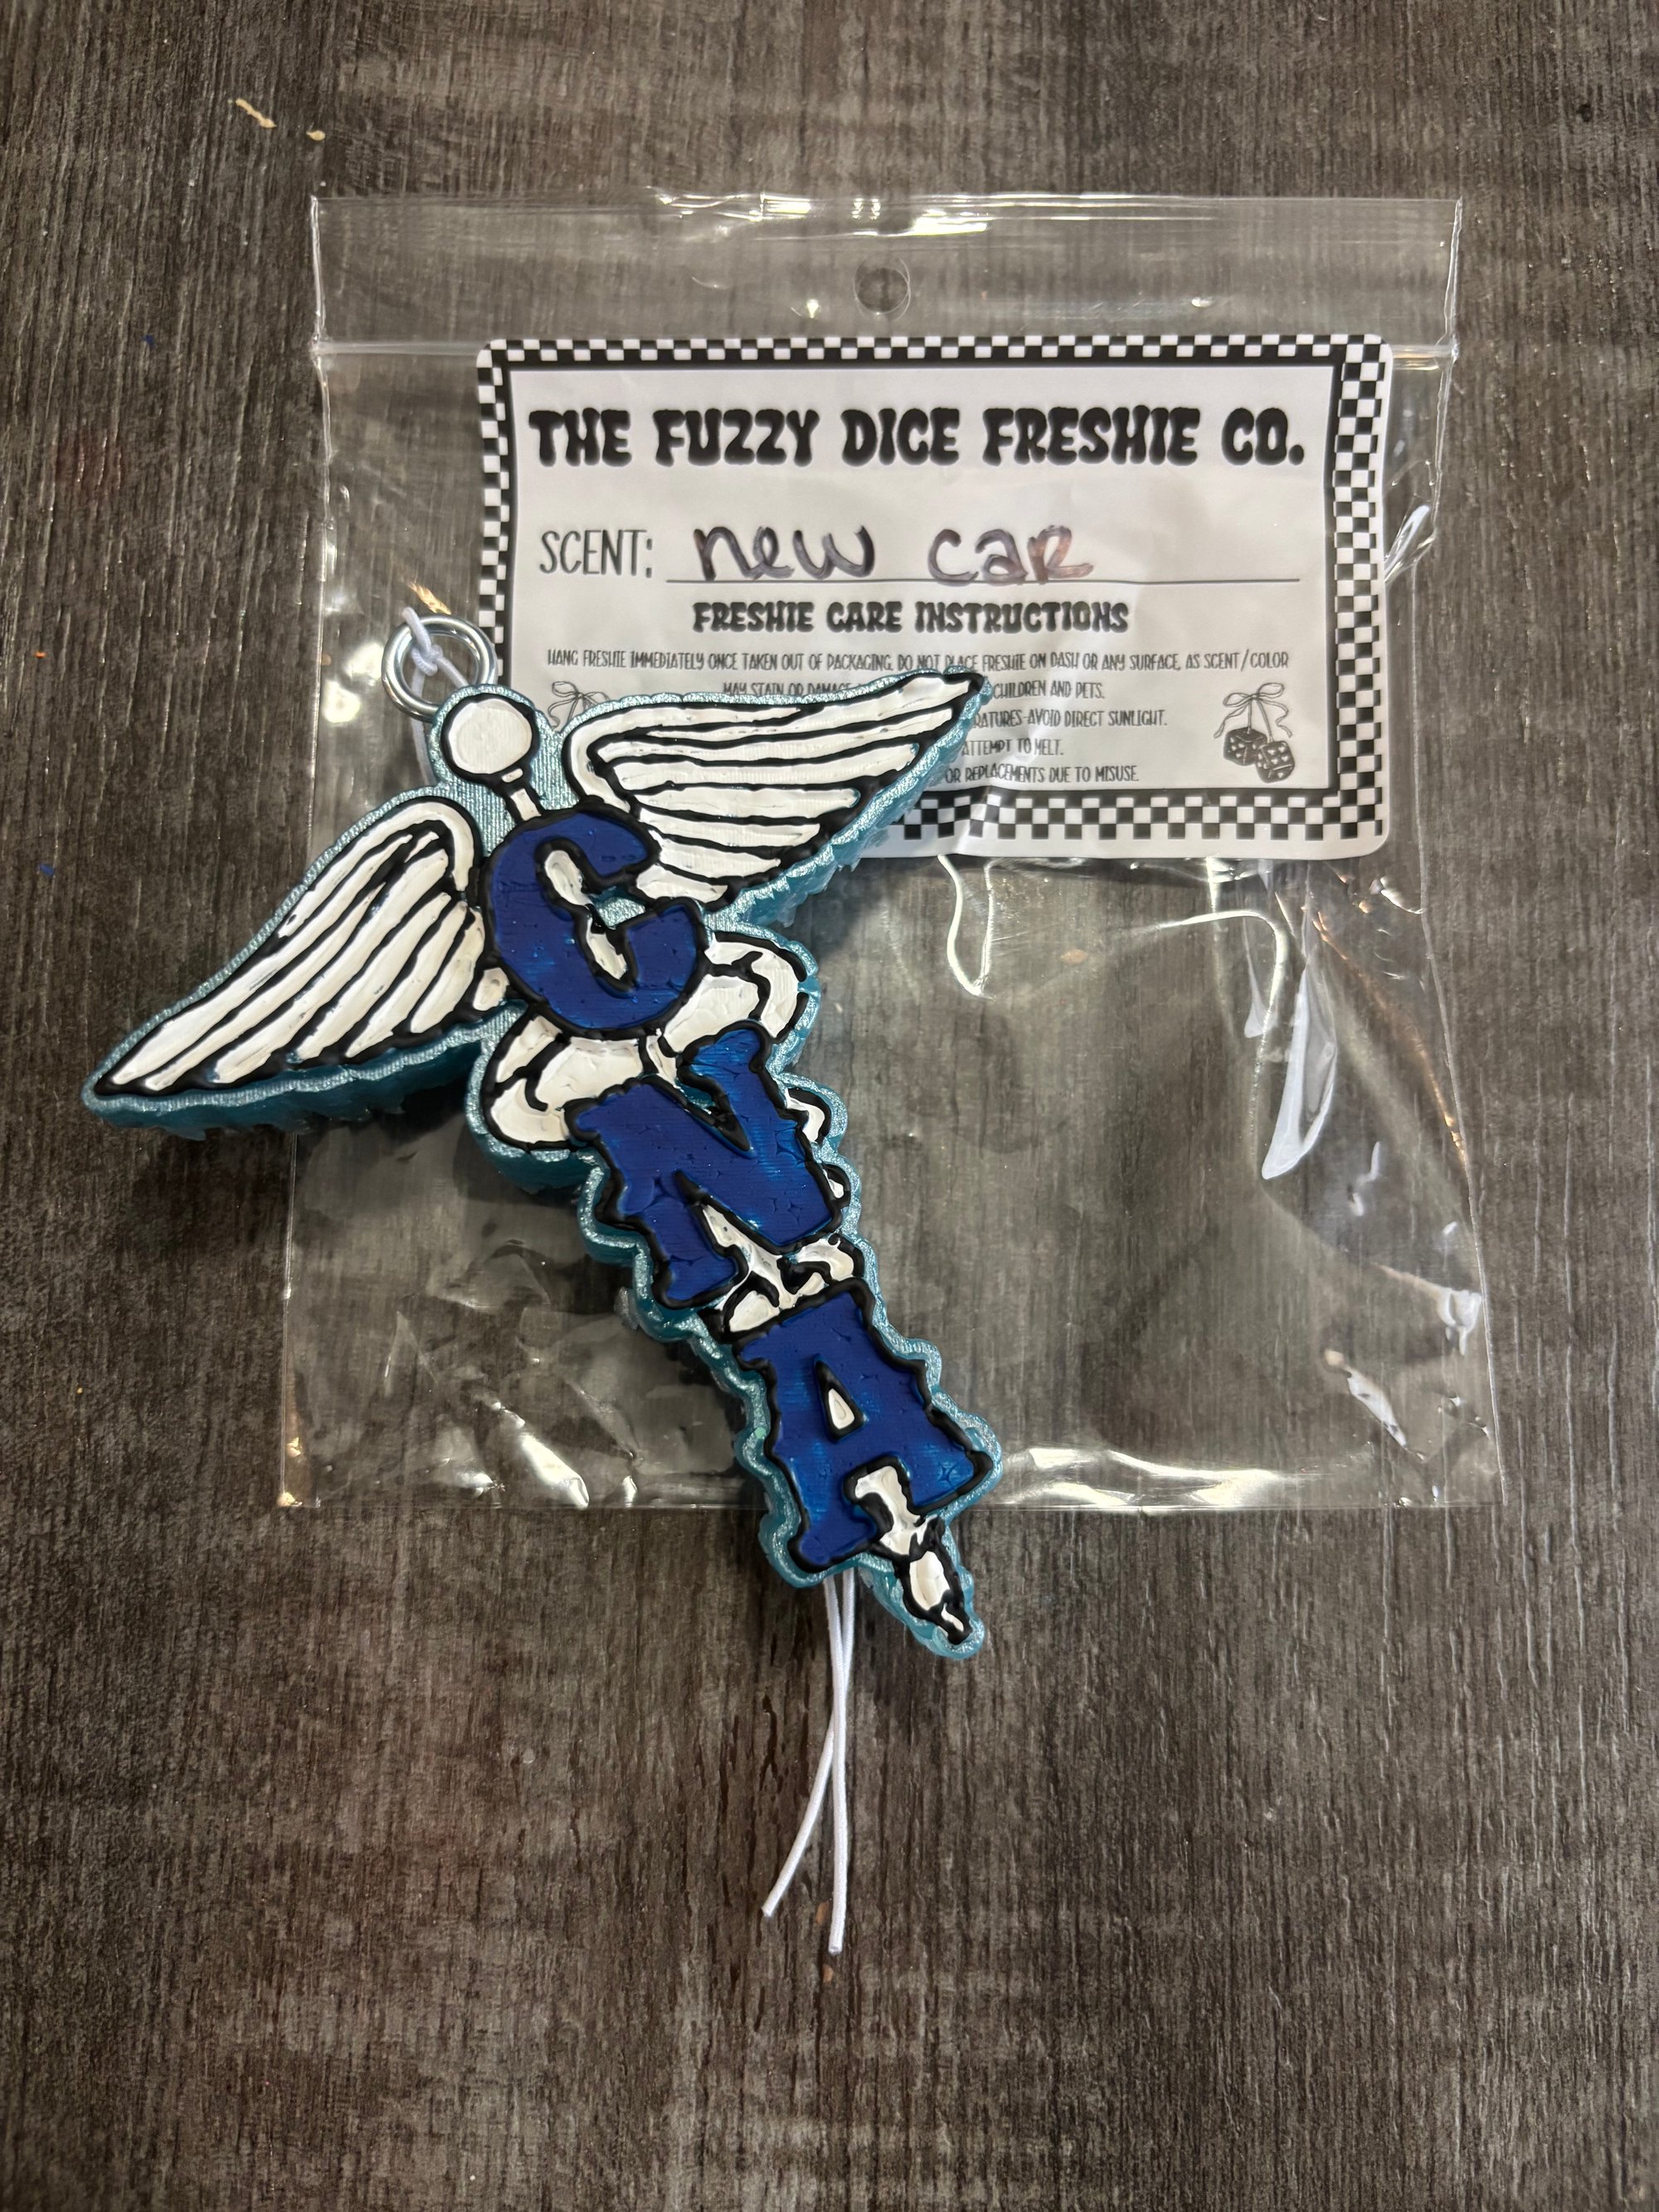 THE FUZZY DICE FRESHIE CO.
SCENT: new car
FRESHIE CARE INSTRUCTIONS
HANG FRESHIE IMMEDIATELY ONCE TAKEN OUT OF PACKAGING. DO NOT PLACE FRESHIE ON DASH OR ANY SURFACE, AS SCENT/COLOR
MAY STAIN OR DAMAGE CHILDREN AND PETS.
RATURES-AVOID DIRECT SUNLIGHT.
ATTEMPT TO MELT.
OR REPLACEMENTS DUE TO MISUSE.
C
N
A